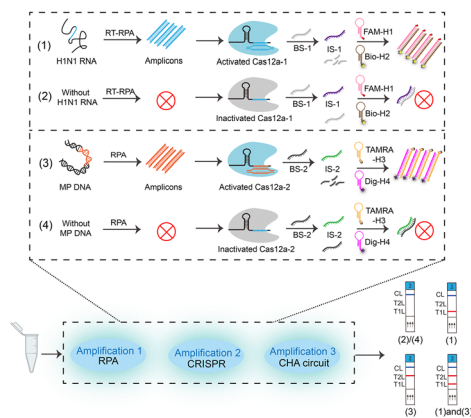 (1)
H1N1 RNA
RT-RPA
Amplicons
Activated Cas12a-1
BS-1
IS-1
FAM-H1
Bio-H2
(2)
Without
H1N1 RNA
RT-RPA
Inactivated Cas12a-1
BS-1
IS-1
FAM-H1
Bio-H2
(3)
MP DNA
RPA
Amplicons
Activated Cas12a-2
BS-2
IS-2
TAMRA
-H3
Dig-H4
(4)
Without
MP DNA
RPA
Inactivated Cas12a-2
BS-2
IS-2
TAMRA
-H3
Dig-H4
Amplification 1
RPA
Amplification 2
CRISPR
Amplification 3
CHA circuit
CL
T2L
T1L
(2)/(4)
CL
T2L
T1L
(1)
CL
T2L
T1L
(3)
CL
T2L
T1L
(1)and(3)